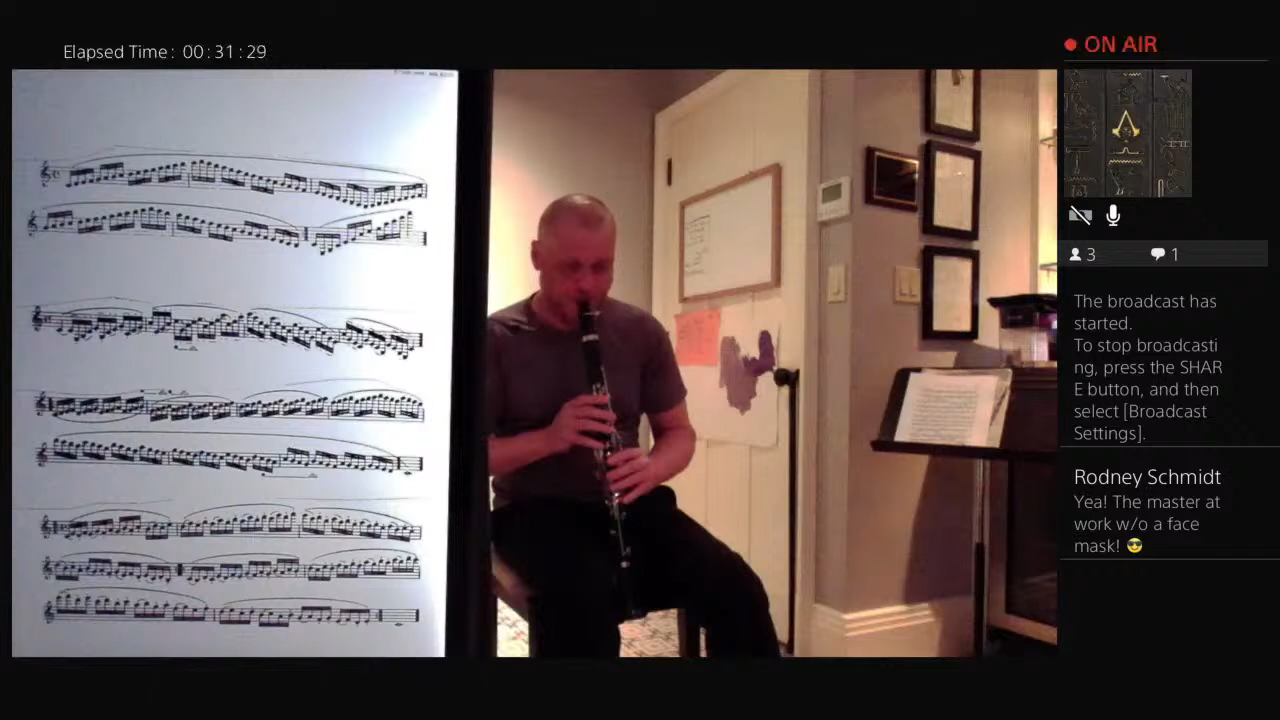 Elapsed Time: 00:31:29
ON AIR
3
1
The broadcast has
started.
To stop broadcasti
ng, press the SHAR
E button, and then
select [Broadcast
Settings].
Rodney Schmidt
Yea! The master at
work w/o a face
mask! 😎